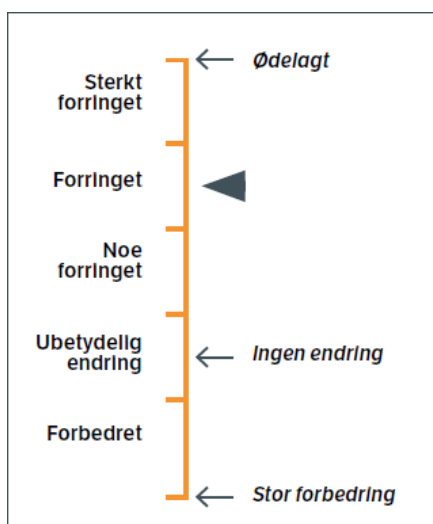 Ødelagt
Sterkt
forringet
Forringet
Noe
forringet
Ubetydelig
endring
Ingen endring
Forbedret
Stor forbedring